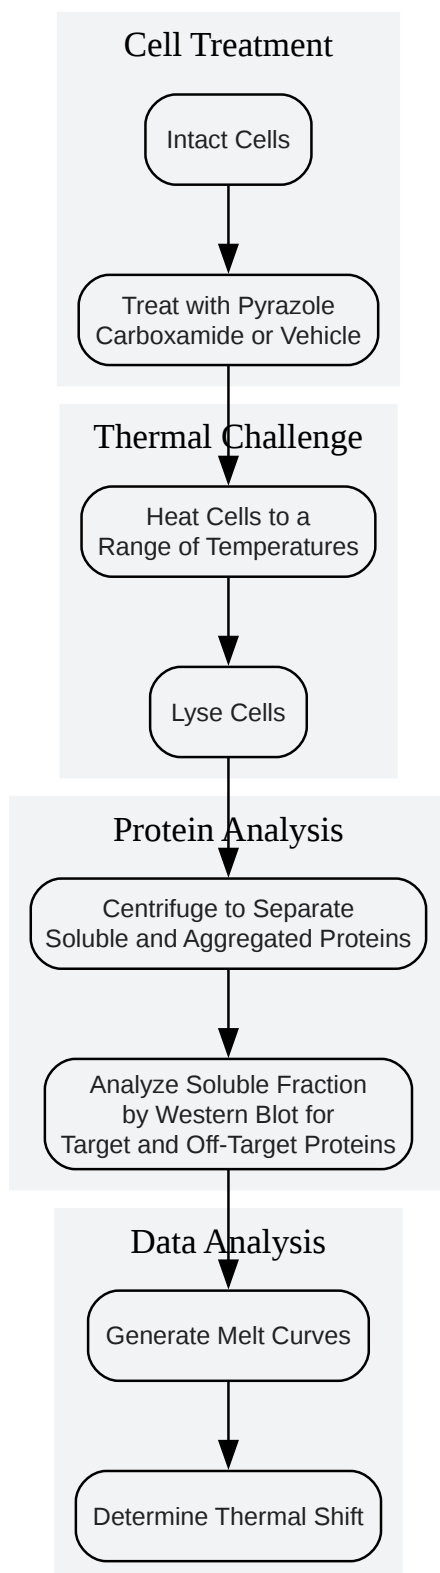 Cell Treatment
Intact Cells
Treat with Pyrazole
Carboxamide or Vehicle
Thermal Challenge
Heat Cells to a
Range of Temperatures
Lyse Cells
Protein Analysis
Centrifuge to Separate
Soluble and Aggregated Proteins
Analyze Soluble Fraction
by Western Blot for
Target and Off-Target Proteins
Data Analysis
Generate Melt Curves
Determine Thermal Shift